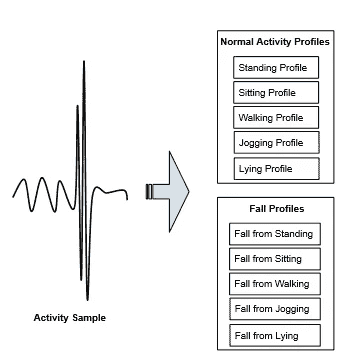 Normal Activity Profiles
Standing Profile
Sitting Profile
Walking Profile
Jogging Profile
Lying Profile
Fall Profiles
Fall from Standing
Fall from Sitting
Fall from Walking
Fall from Jogging
Fall from Lying
Activity Sample